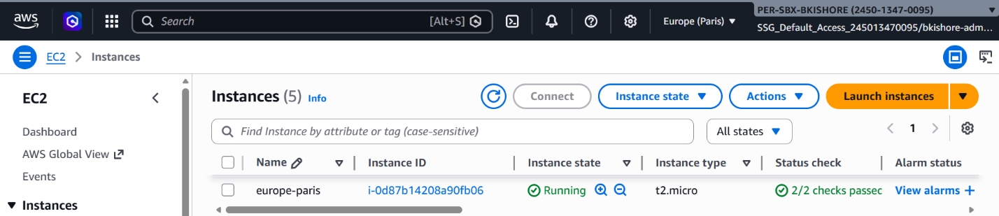 aws
Search [Alt+S]
Europe (Paris)
PER-SBX-BKISHORE (2450-1347-0095)
SSG_Default_Access_245013470095/bkishore-adm...
EC2 Instances
EC2
Dashboard
AWS Global View
Events
Instances
Instances (5) Info
Connect
Instance state
Actions
Launch instances
Find Instance by attribute or tag (case-sensitive)
All states
1
Name Instance ID Instance state Instance type Status check Alarm status
europe-paris i-0d87b14208a90fb06 Running t2.micro 2/2 checks passec View alarms